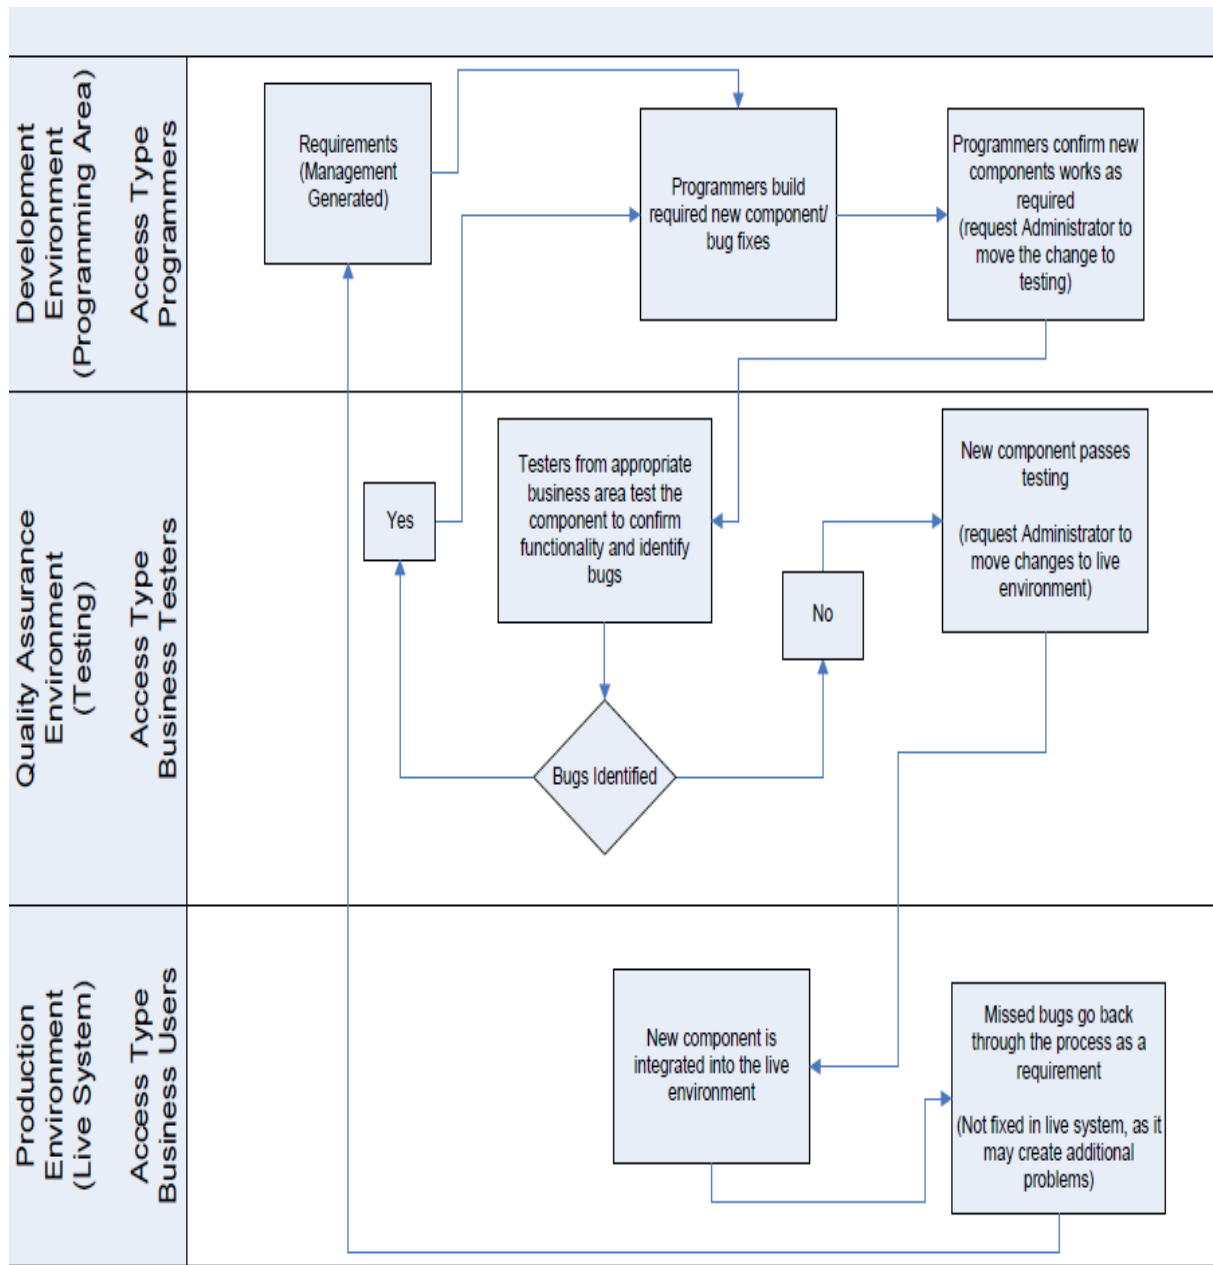 Development
Environment
(Programming Area)
Access Type
Programmers
Requirements
(Management
Generated)
Programmers build
required new component/
bug fixes
Programmers confirm new
components works as
required
(request Administrator to
move the change to
testing)
Quality Assurance
Environment
(Testing)
Access Type
Business Testers
Yes
Testers from appropriate
business area test the
component to confirm
functionality and identify
bugs
Bugs Identified
No
New component passes
testing
(request Administrator to
move changes to live
environment)
Production
Environment
(Live System)
Access Type
Business Users
New component is
integrated into the live
environment
Missed bugs go back
through the process as a
requirement
(Not fixed in live system, as it
may create additional
problems)